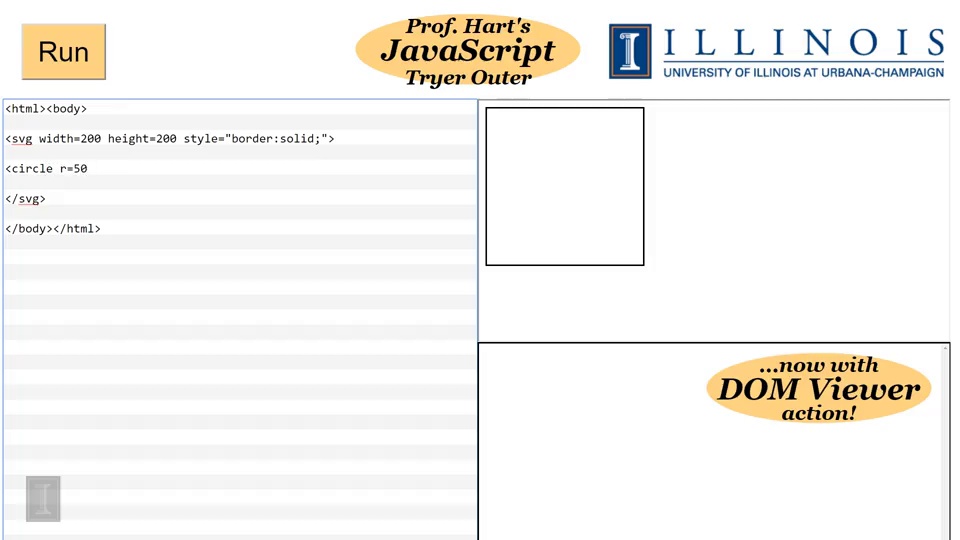 Run
Prof. Hart's
JavaScript
Tryer Outer
I ILLINOIS
UNIVERSITY OF ILLINOIS AT URBANA-CHAMPAIGN
<html><body>
<svg width=200 height=200 style="border:solid;">
<circle r=50
</svg>
</body></html>
...now with
DOM Viewer
action!
I